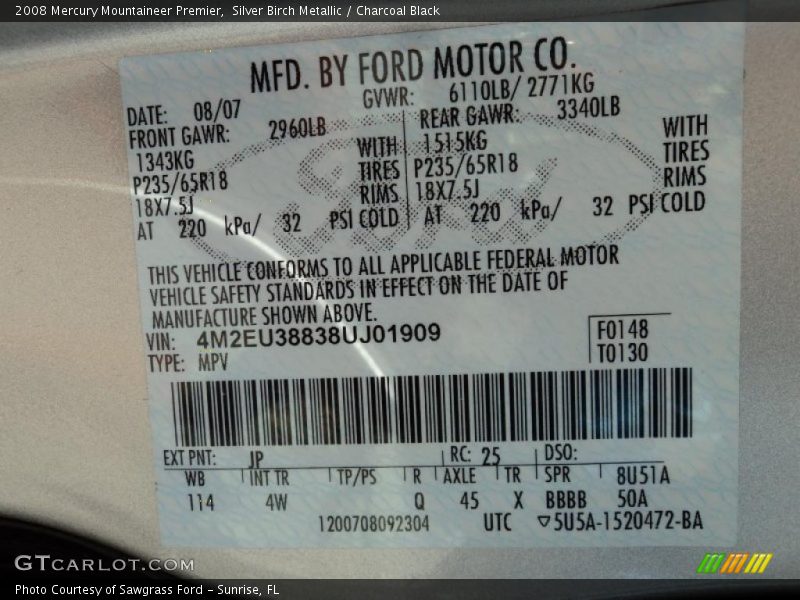 2008 Mercury Mountaineer Premier, Silver Birch Metallic / Charcoal Black
MFD. BY FORD MOTOR CO.
DATE: 08/07 GVWR: 6110LB/ 2771KG
FRONT GAWR: 2960LB REAR GAWR: 3340LB
1343KG WITH 1515KG WITH
P235/65R18 TIRES P235/65R18 TIRES
18X7.5J RIMS 18X7.5J RIMS
AT 220 kPa/ 32 PSI COLD AT 220 kPa/ 32 PSI COLD
THIS VEHICLE CONFORMS TO ALL APPLICABLE FEDERAL MOTOR
VEHICLE SAFETY STANDARDS IN EFFECT ON THE DATE OF
MANUFACTURE SHOWN ABOVE.
VIN: 4M2EU38838UJ01909 F0148
TYPE: MPV T0130
EXT PNT: JP RC: 25 DSO:
WB INT TR TP/PS R AXLE TR SPR 8U51A
114 4W Q 45 X BBBB 50A
1200708092304 UTC ▽5U5A-1520472-BA
GTCARLOT.COM
Photo Courtesy of Sawgrass Ford - Sunrise, FL